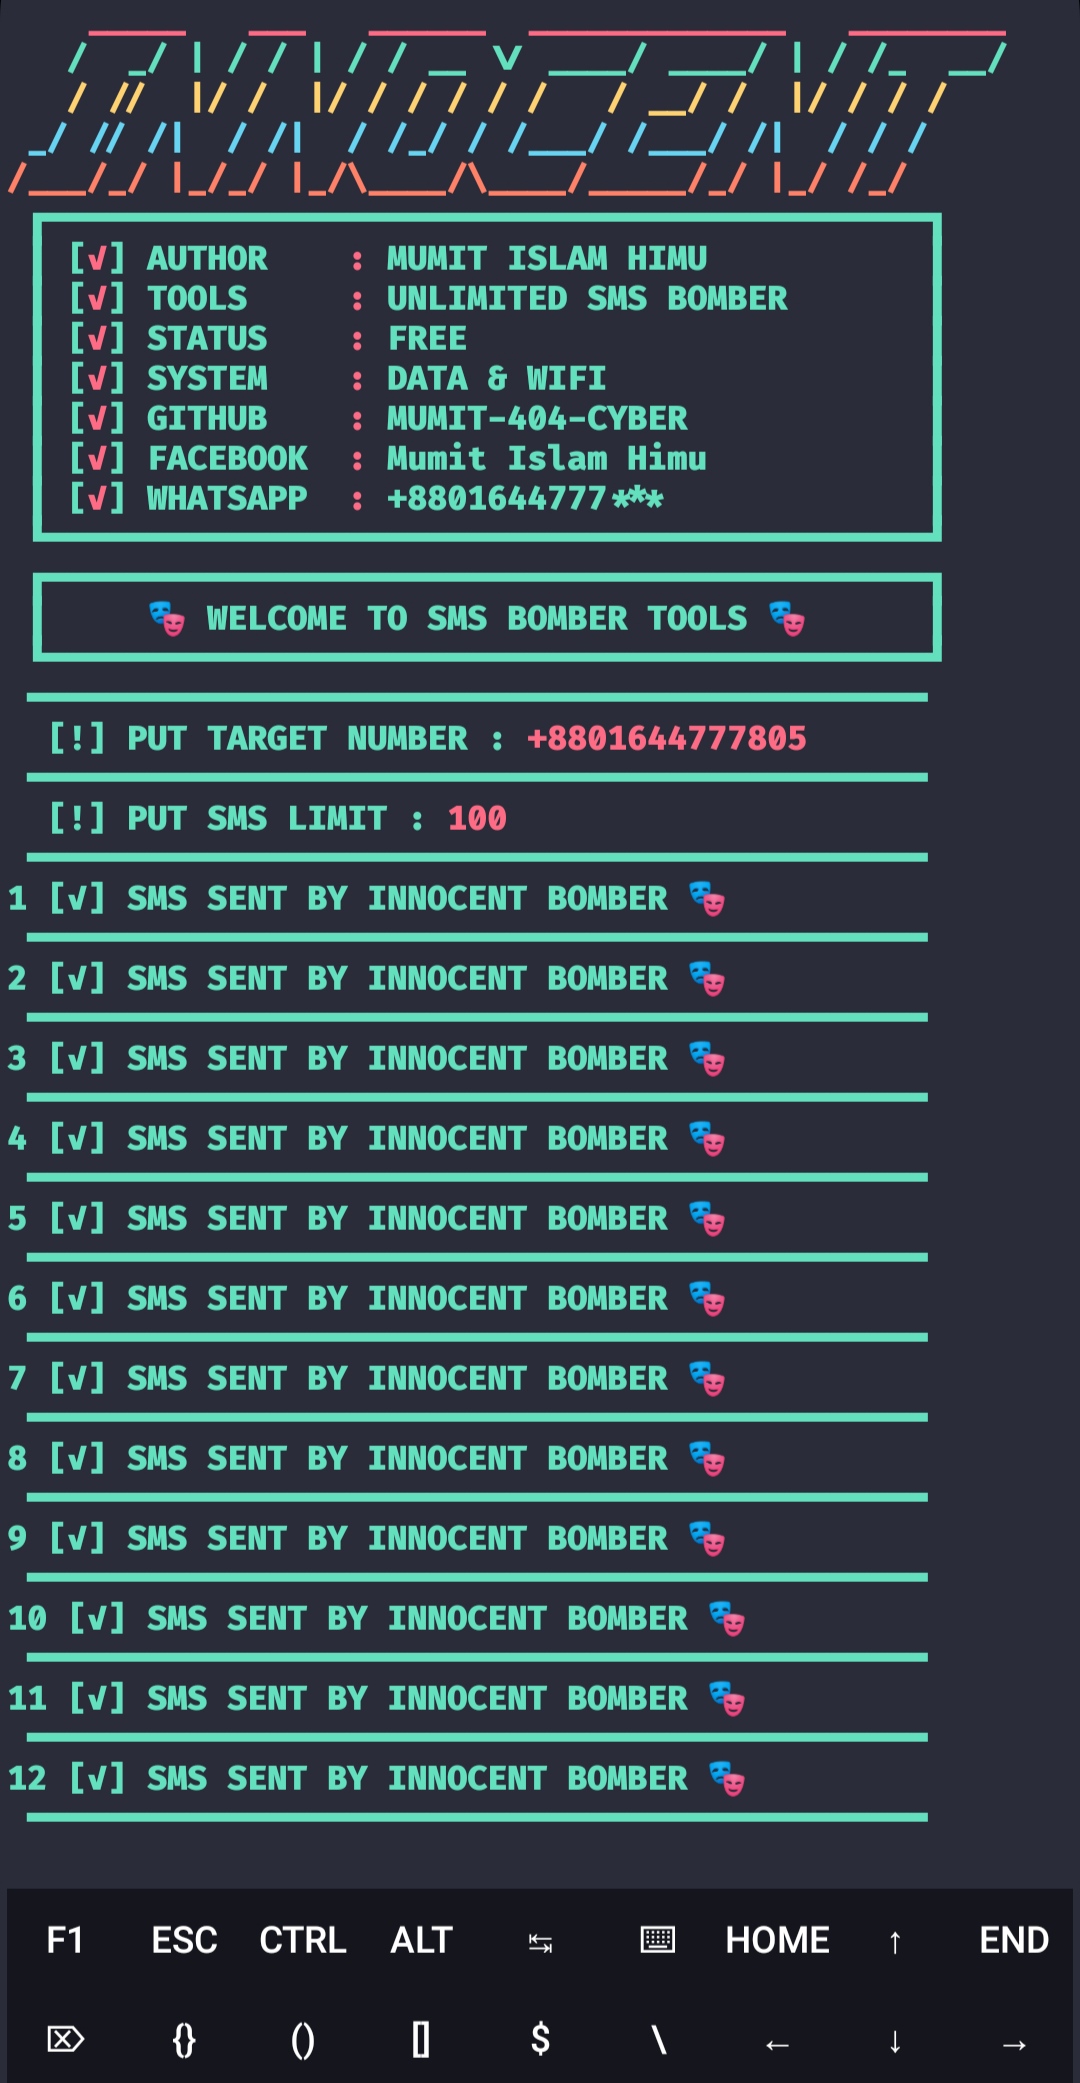 INNOCENT
[√] AUTHOR : MUMIT ISLAM HIMU
[√] TOOLS : UNLIMITED SMS BOMBER
[√] STATUS : FREE
[√] SYSTEM : DATA & WIFI
[√] GITHUB : MUMIT-404-CYBER
[√] FACEBOOK : Mumit Islam Himu
[√] WHATSAPP : +8801644777***
🎭 WELCOME TO SMS BOMBER TOOLS 🎭
[!] PUT TARGET NUMBER : +8801644777805
[!] PUT SMS LIMIT : 100
1 [√] SMS SENT BY INNOCENT BOMBER 🎭
2 [√] SMS SENT BY INNOCENT BOMBER 🎭
3 [√] SMS SENT BY INNOCENT BOMBER 🎭
4 [√] SMS SENT BY INNOCENT BOMBER 🎭
5 [√] SMS SENT BY INNOCENT BOMBER 🎭
6 [√] SMS SENT BY INNOCENT BOMBER 🎭
7 [√] SMS SENT BY INNOCENT BOMBER 🎭
8 [√] SMS SENT BY INNOCENT BOMBER 🎭
9 [√] SMS SENT BY INNOCENT BOMBER 🎭
10 [√] SMS SENT BY INNOCENT BOMBER 🎭
11 [√] SMS SENT BY INNOCENT BOMBER 🎭
12 [√] SMS SENT BY INNOCENT BOMBER 🎭
F1 ESC CTRL ALT ↹ ⌨ HOME ↑ END
⌦ {} () [] $ \ ← ↓ →